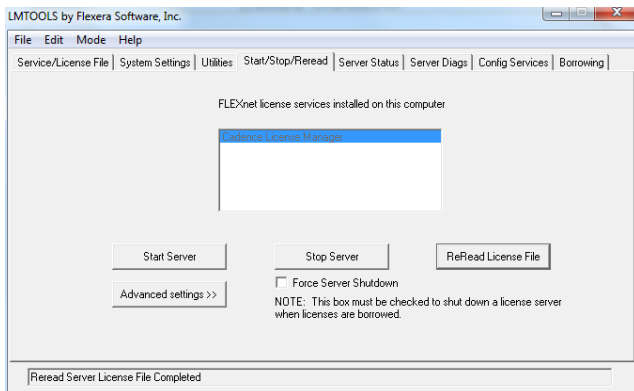 LMTOOLS by Flexera Software, Inc.
File Edit Mode Help
Service/License File System Settings Utilities Start/Stop/Reread Server Status Server Diags Config Services Borrowing
FLEXnet license services installed on this computer
Cadence License Manager
Start Server Stop Server ReRead License File
Force Server Shutdown
Advanced settings >>
NOTE: This box must be checked to shut down a license server
when licenses are borrowed.
Reread Server License File Completed